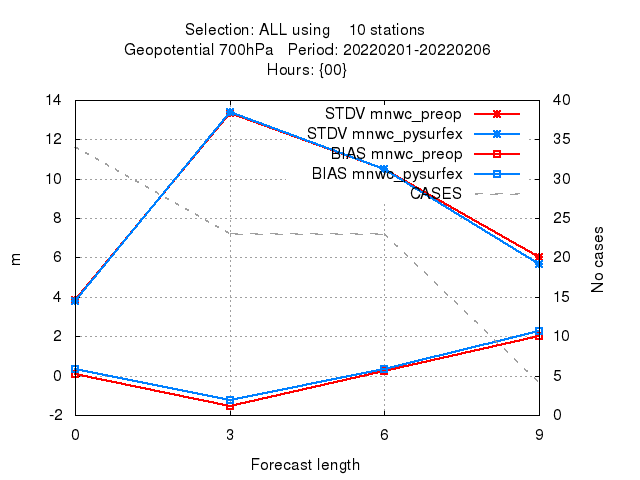 Selection: ALL using    10 stations
Geopotential 700hPa   Period: 20220201-20220206
Hours: {00}
14 40
STDV mnwc_preop
12 35
STDV mnwc_pysurfex
BIAS mnwc_preop
10 30
BIAS mnwc_pysurfex
CASES
8 25
6 20
m
No cases
4 15
2 10
0 5
-2 0
0 3 6 9
Forecast length